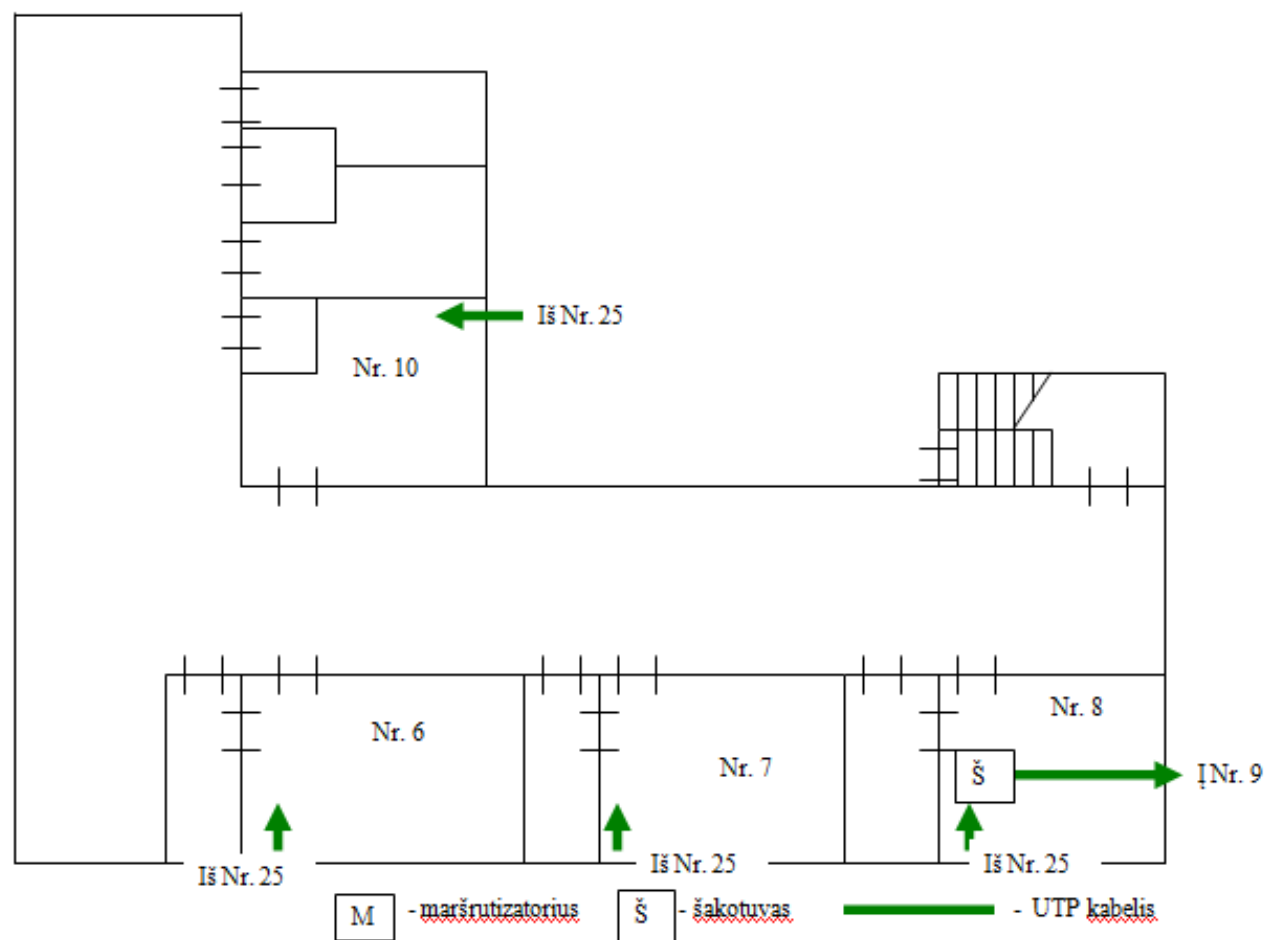 Iš Nr. 25
Nr. 10
Nr. 6
Nr. 7
Nr. 8
Š
Į Nr. 9
Iš Nr. 25
Iš Nr. 25
Iš Nr. 25
M - maršrutizatorius
Š - šakotuvas
- UTP kabelis